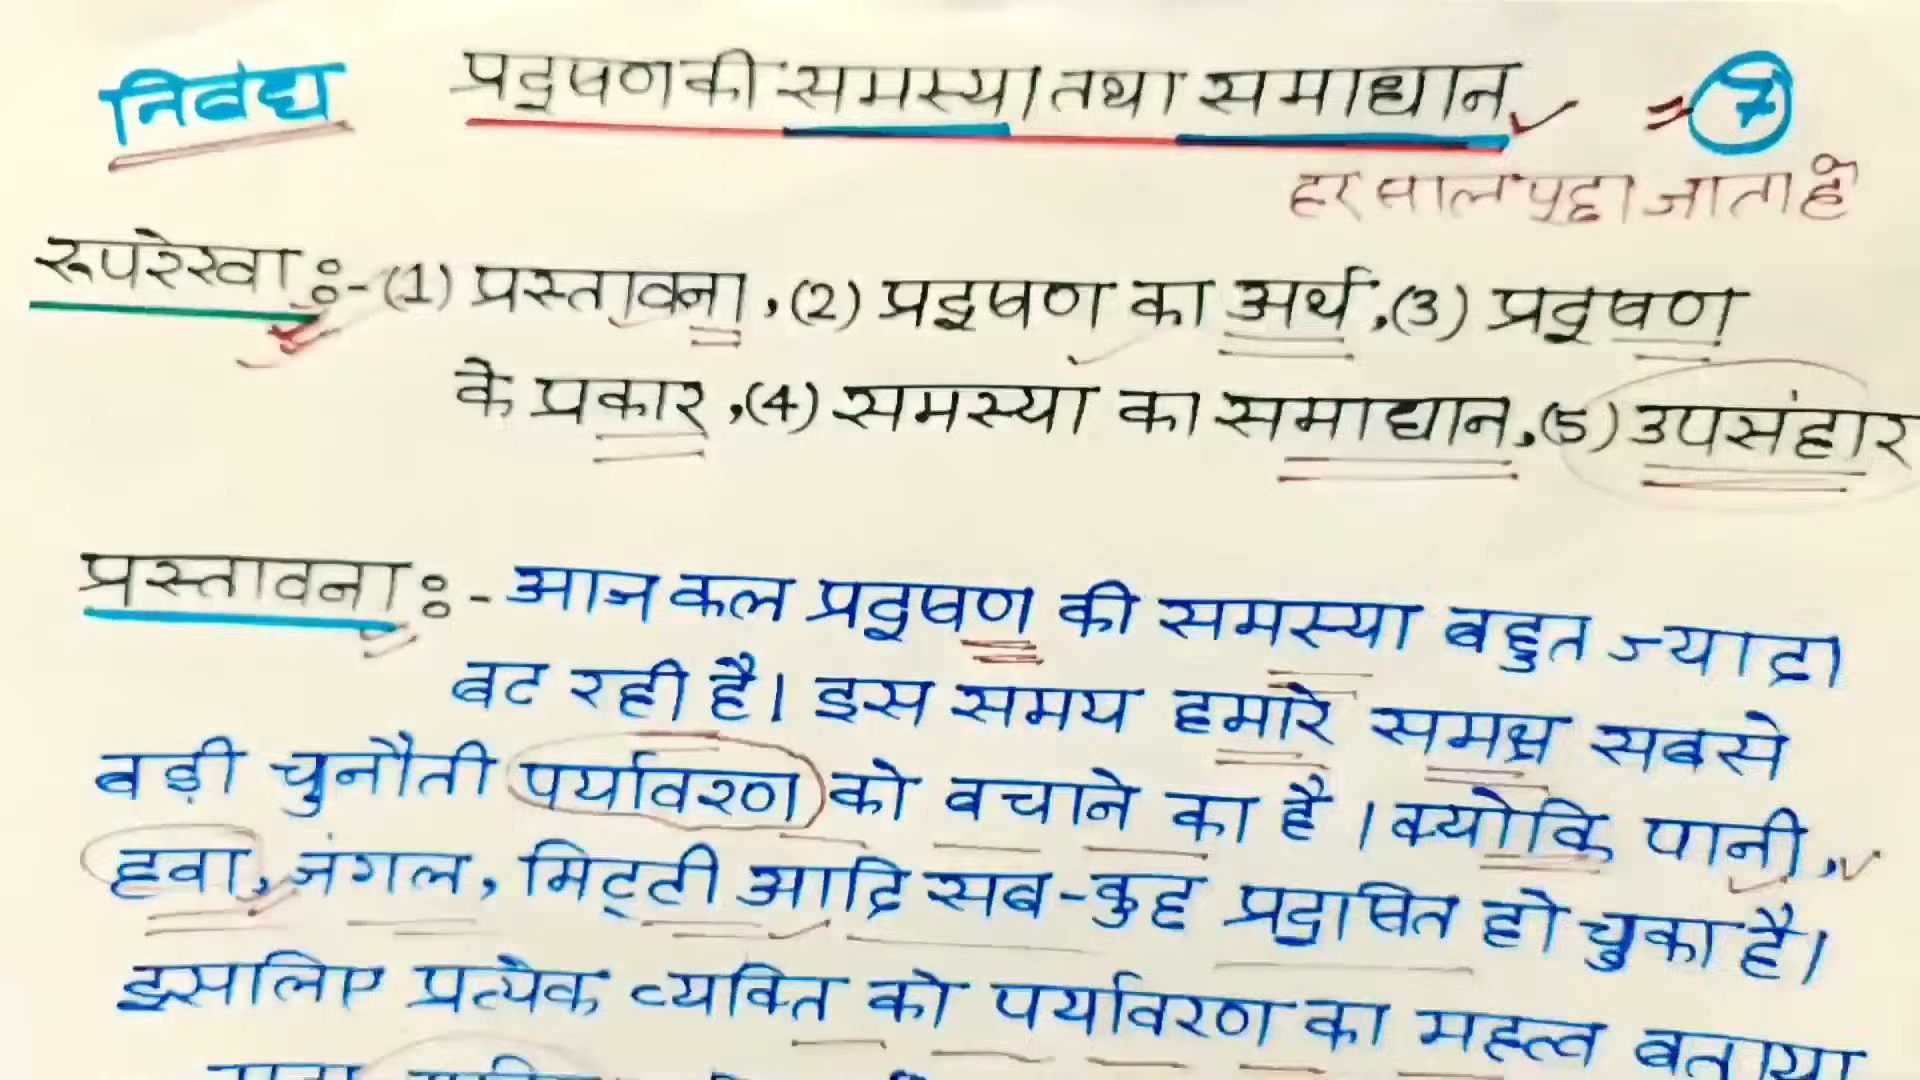 निबंध प्रदूषण की समस्या तथा समाधान = 7
हर साल पूछा जाता है
रूपरेखा :- (1) प्रस्तावना, (2) प्रदूषण का अर्थ, (3) प्रदूषण
के प्रकार, (4) समस्या का समाधान, (5) उपसंहार
प्रस्तावना :- आज कल प्रदूषण की समस्या बहुत ज्यादा
बट रही है। इस समय हमारे समक्ष सबसे
बड़ी चुनौती पर्यावरण को बचाने का है। क्योकि पानी,
हवा, जंगल, मिट्टी आदि सब-कुछ प्रदुषित हो चुका है।
इसलिए प्रत्येक व्यक्ति को पर्यावरण का महत्व बताया